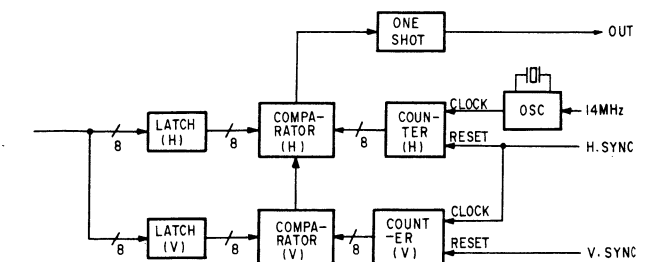 ONE
SHOT
OUT
LATCH
(H)
COMPA-
RATOR
(H)
COUN-
TER
(H)
CLOCK
OSC
14MHz
RESET
H.SYNC
8
8
8
LATCH
(V)
COMPA-
RATOR
(V)
COUNT
-ER
(V)
CLOCK
RESET
V.SYNC
8
8
8